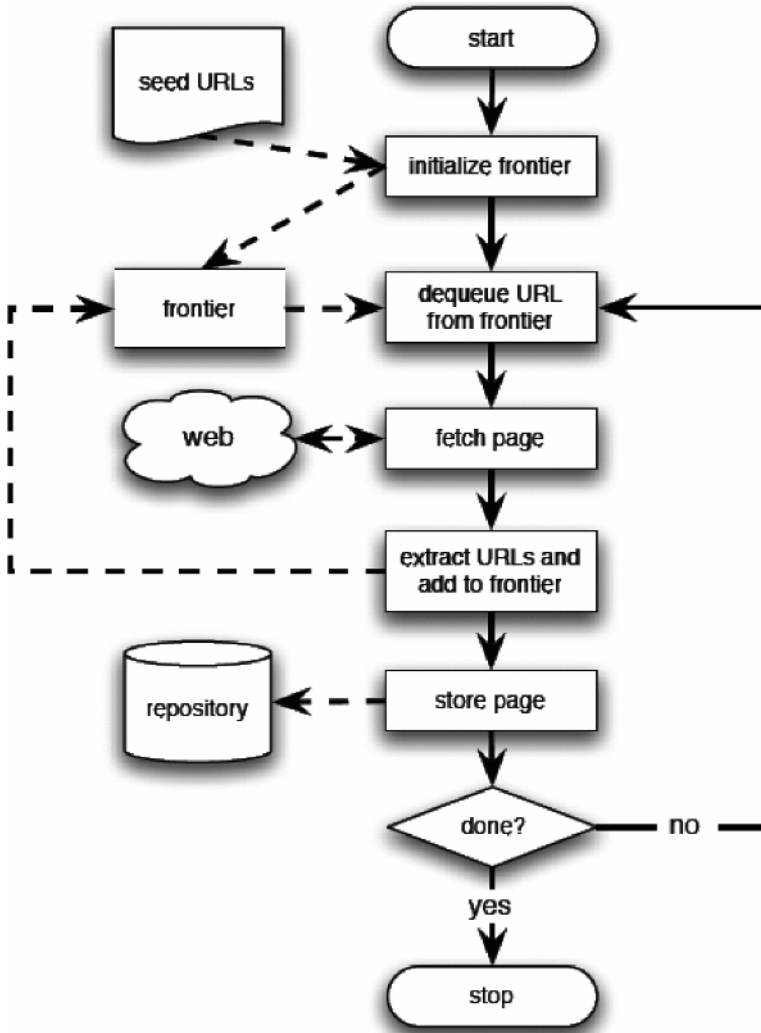 start
seed URLs
initialize frontier
frontier
dequeue URL
from frontier
web
fetch page
extract URLs and
add to frontier
repository
store page
done?
no
yes
stop